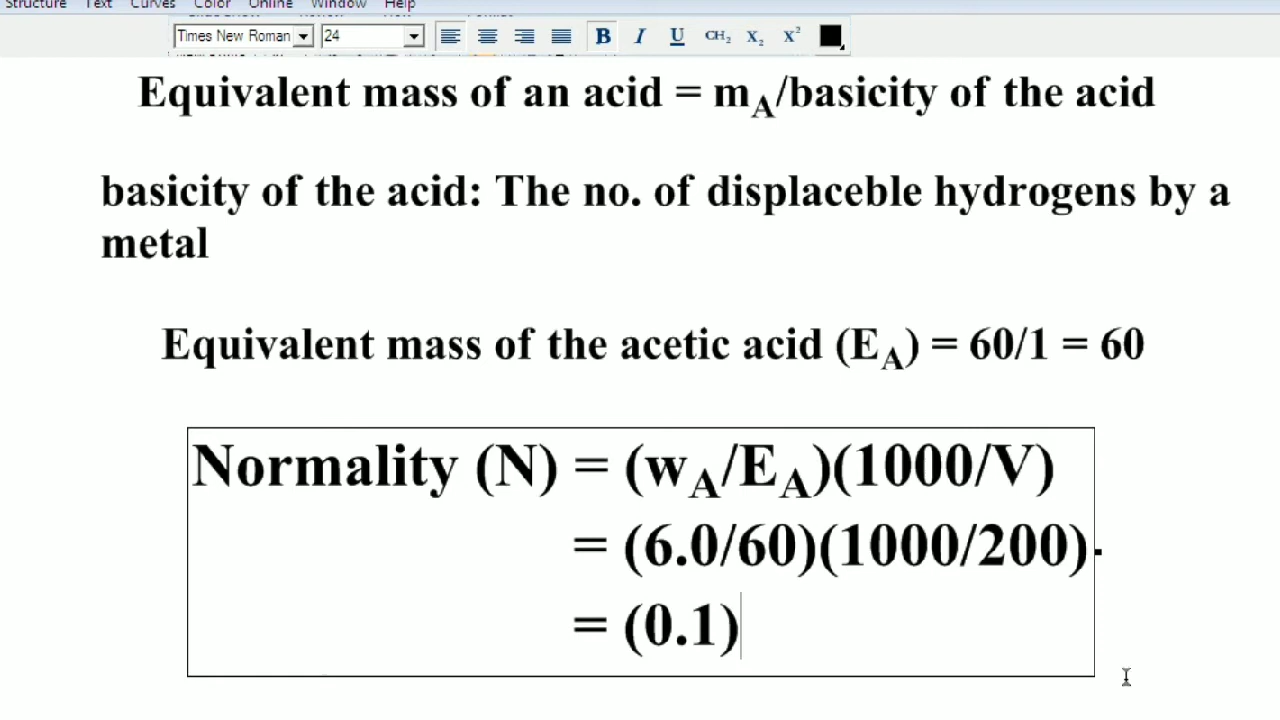 Structure Text Curves Color Online Window Help
Times New Roman 24 B I U CH₂ X₂ X²
Equivalent mass of an acid = mA/basicity of the acid
basicity of the acid: The no. of displaceble hydrogens by a
metal
Equivalent mass of the acetic acid (EA) = 60/1 = 60
Normality (N) = (wA/EA)(1000/V)
= (6.0/60)(1000/200)
= (0.1)